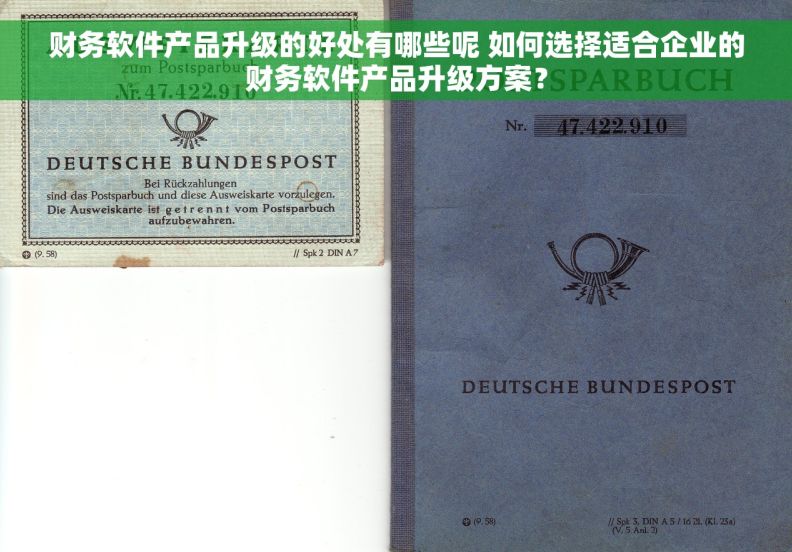 财务软件产品升级的好处有哪些呢 如何选择适合企业的
财务软件产品升级方案？
zum Postsparbuch
Nr. 47.422.910
DEUTSCHE BUNDESPOST
Bei Rückzahlungen
sind das Postsparbuch und diese Ausweiskarte vorzulegen.
Die Ausweiskarte ist getrennt vom Postsparbuch
aufzubewahren.
(9. 58)
// Spk 2 DIN A 7
POSTSPARBUCH
Nr. 47.422.910
DEUTSCHE BUNDESPOST
(9. 58)
// Spk 3, DIN A 5 / 16 Bl. (Kl. 23a)
(V. 5 Anl. 2)